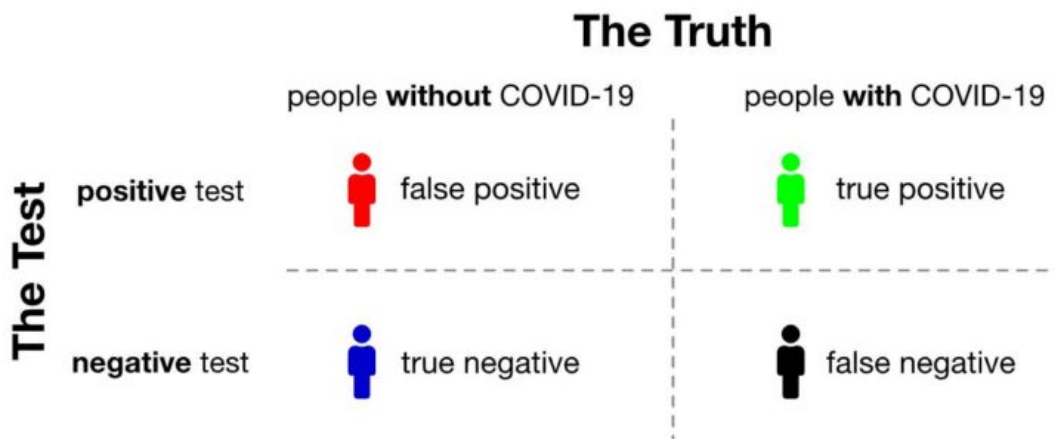 The Truth
people without COVID-19
people with COVID-19
The Test
positive test
false positive
true positive
negative test
true negative
false negative